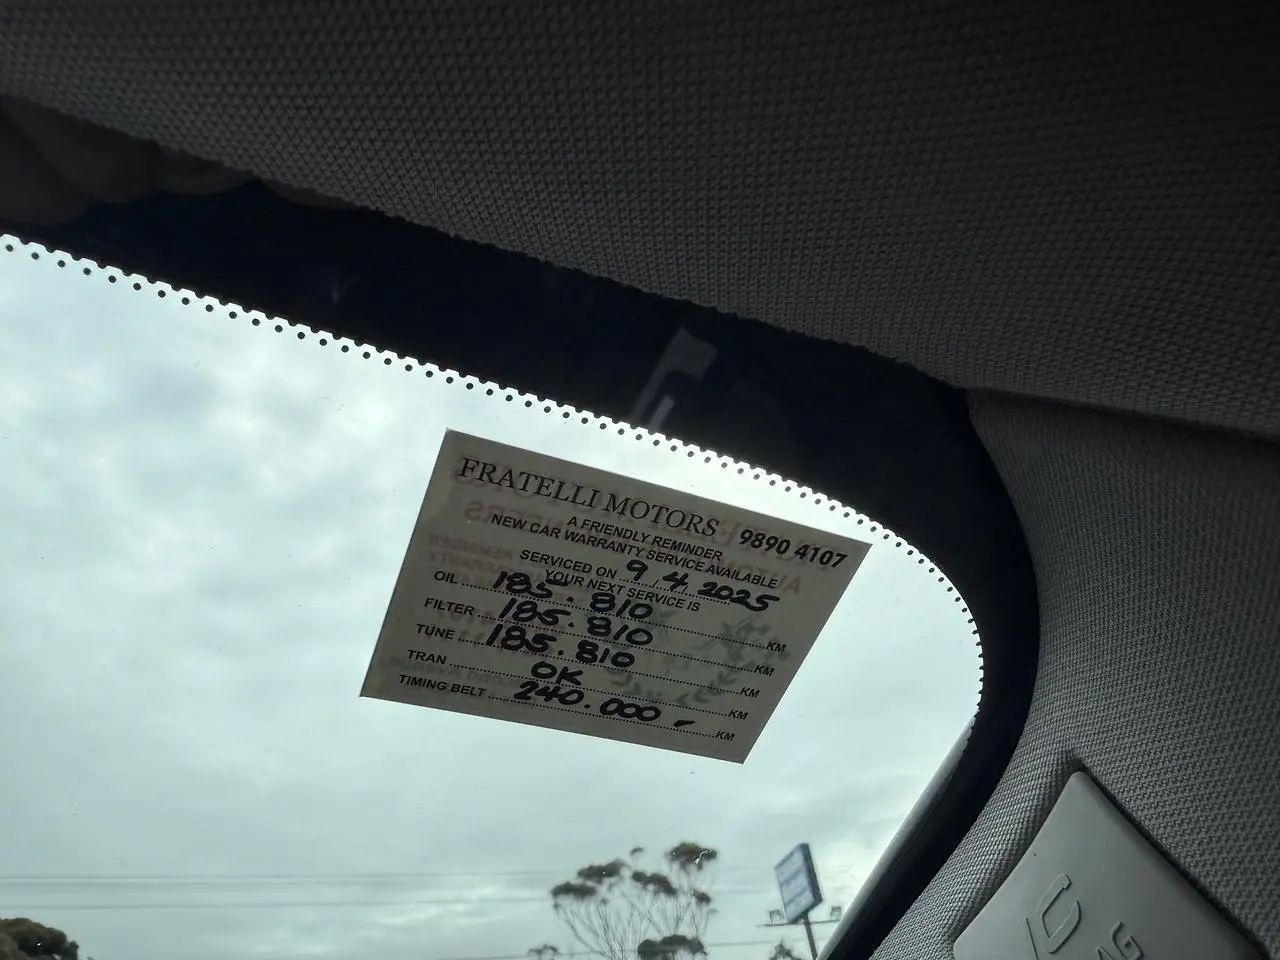 FRATELLI MOTORS 9890 4107
A FRIENDLY REMINDER
NEW CAR WARRANTY SERVICE AVAILABLE
SERVICED ON 9.4.2025
YOUR NEXT SERVICE IS
OIL 185.810 KM
FILTER 185.810 KM
TUNE 185.810 KM
TRAN OK KM
TIMING BELT 240.000 - KM
AG